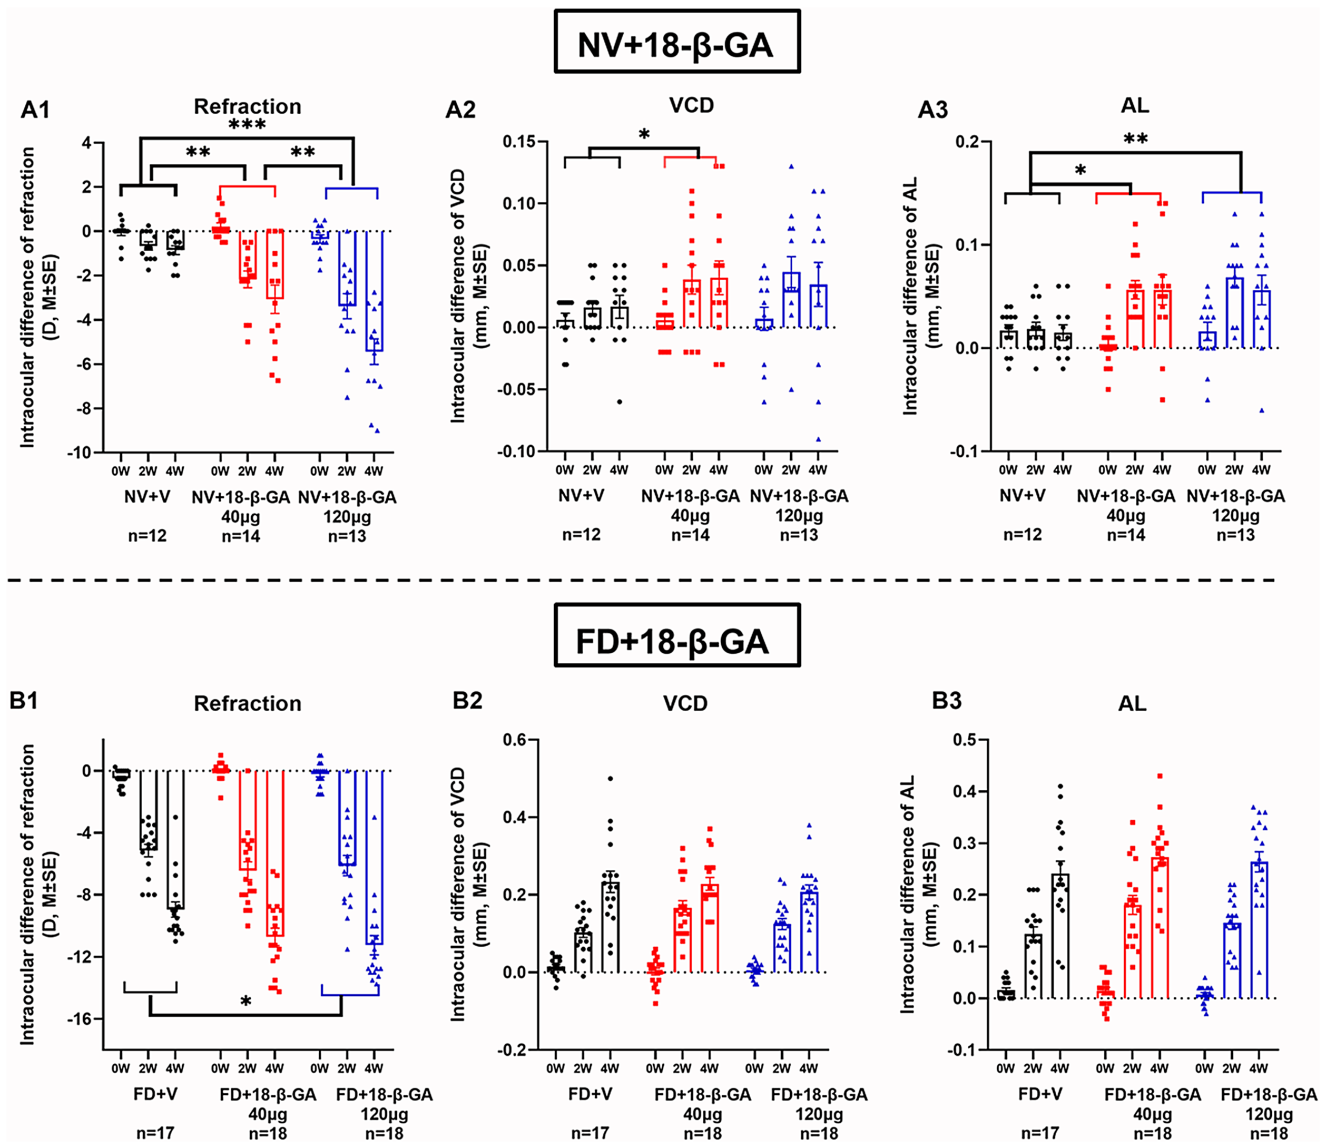 NV+18-β-GA
A1
Refraction
***
**
**
Intraocular difference of refraction
(D, M±SE)
4
2
0
-2
-4
-6
-8
-10
0W 2W 4W 0W 2W 4W 0W 2W 4W
NV+V NV+18-β-GA NV+18-β-GA
40μg 120μg
n=12 n=14 n=13
A2
VCD
*
Intraocular difference of VCD
(mm, M±SE)
0.15
0.10
0.05
0.00
-0.05
-0.10
0W 2W 4W 0W 2W 4W 0W 2W 4W
NV+V NV+18-β-GA NV+18-β-GA
40μg 120μg
n=12 n=14 n=13
A3
AL
**
*
Intraocular difference of AL
(mm, M±SE)
0.2
0.1
0.0
-0.1
0W 2W 4W 0W 2W 4W 0W 2W 4W
NV+V NV+18-β-GA NV+18-β-GA
40μg 120μg
n=12 n=14 n=13
FD+18-β-GA
B1
Refraction
Intraocular difference of refraction
(D, M±SE)
0
-4
-8
-12
-16
*
0W 2W 4W 0W 2W 4W 0W 2W 4W
FD+V FD+18-β-GA FD+18-β-GA
40μg 120μg
n=17 n=18 n=18
B2
VCD
Intraocular difference of VCD
(mm, M±SE)
0.6
0.4
0.2
0.0
-0.2
0W 2W 4W 0W 2W 4W 0W 2W 4W
FD+V FD+18-β-GA FD+18-β-GA
40μg 120μg
n=17 n=18 n=18
B3
AL
Intraocular difference of AL
(mm, M±SE)
0.5
0.4
0.3
0.2
0.1
0.0
-0.1
0W 2W 4W 0W 2W 4W 0W 2W 4W
FD+V FD+18-β-GA FD+18-β-GA
40μg 120μg
n=17 n=18 n=18